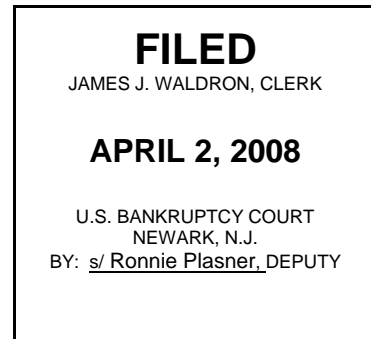 FILED
JAMES J. WALDRON, CLERK
APRIL 2, 2008
U.S. BANKRUPTCY COURT
NEWARK, N.J.
BY: s/ Ronnie Plasner, DEPUTY